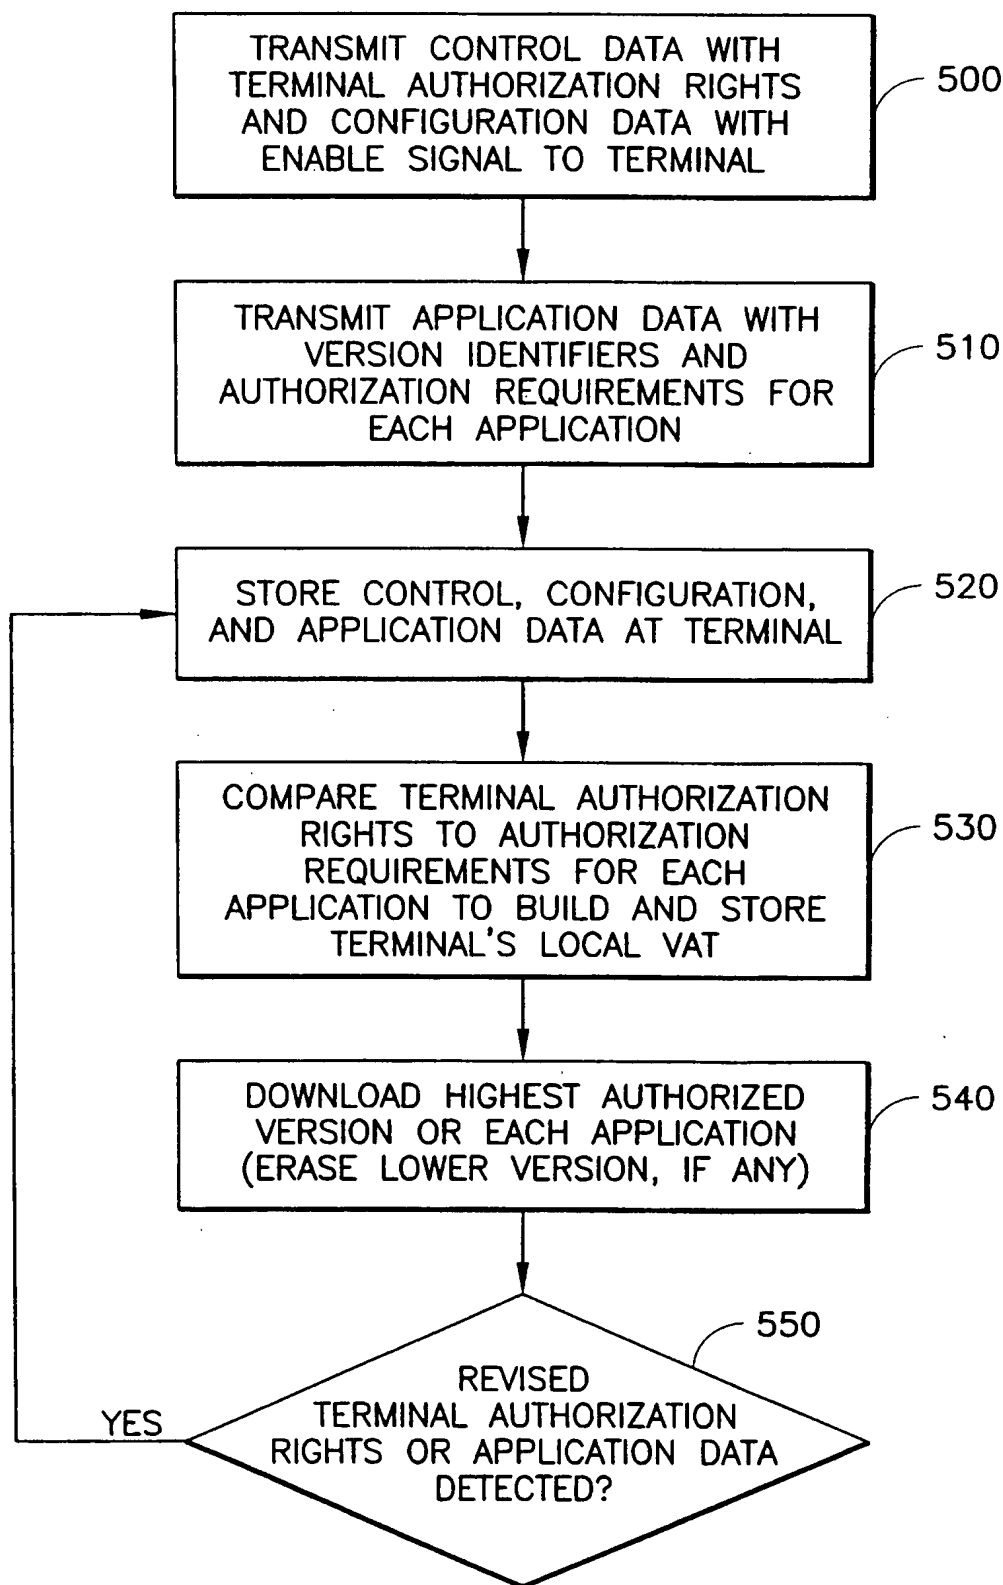 TRANSMIT CONTROL DATA WITH
TERMINAL AUTHORIZATION RIGHTS
AND CONFIGURATION DATA WITH
ENABLE SIGNAL TO TERMINAL
500
TRANSMIT APPLICATION DATA WITH
VERSION IDENTIFIERS AND
AUTHORIZATION REQUIREMENTS FOR
EACH APPLICATION
510
STORE CONTROL, CONFIGURATION,
AND APPLICATION DATA AT TERMINAL
520
COMPARE TERMINAL AUTHORIZATION
RIGHTS TO AUTHORIZATION
REQUIREMENTS FOR EACH
APPLICATION TO BUILD AND STORE
TERMINAL'S LOCAL VAT
530
DOWNLOAD HIGHEST AUTHORIZED
VERSION OR EACH APPLICATION
(ERASE LOWER VERSION, IF ANY)
540
550
REVISED
TERMINAL AUTHORIZATION
RIGHTS OR APPLICATION DATA
DETECTED?
YES